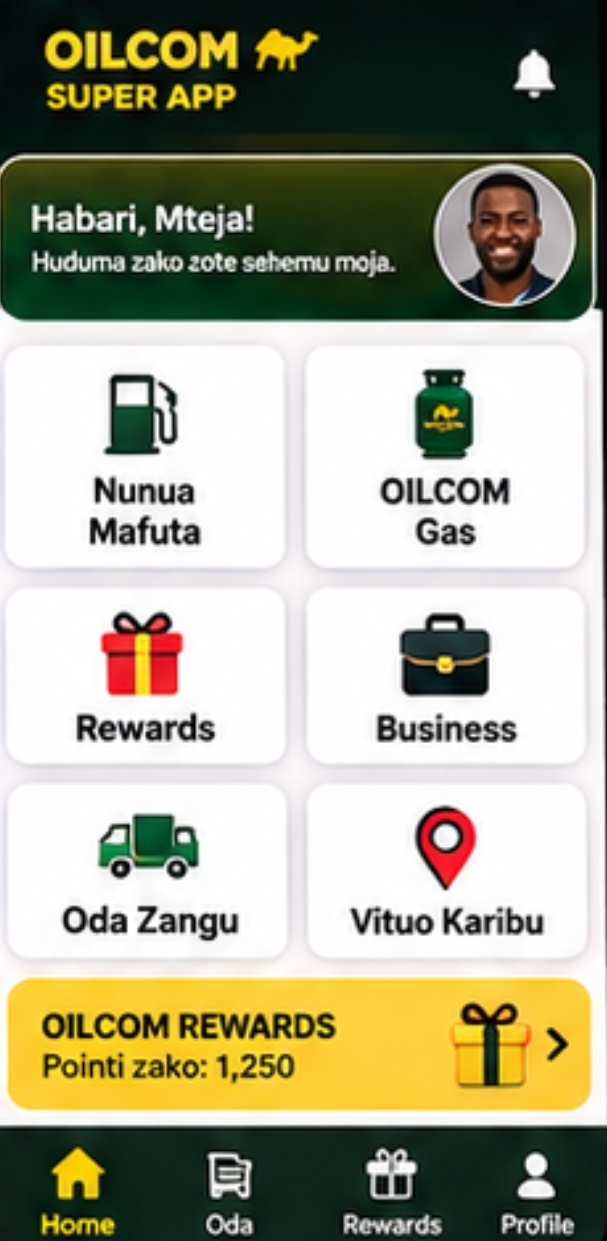 OILCOM
SUPER APP
Habari, Mteja!
Huduma zako zote sehemu moja.
Nunua
Mafuta
OILCOM
Gas
Rewards
Business
Oda Zangu
Vituo Karibu
OILCOM REWARDS
Pointi zako: 1,250
Home
Oda
Rewards
Profile